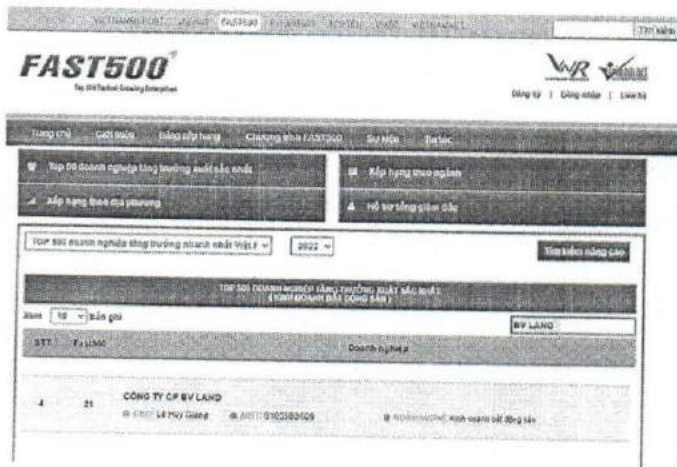 FAST500
Top 500 Fastest Growing Enterprises
Đăng ký | Đăng nhập | Liên hệ
Trang chủ Giới thiệu Bảng xếp hạng Chương trình FAST500 Sự kiện Tin tức
Top 50 doanh nghiệp tăng trưởng xuất sắc nhất
Xếp hạng theo ngành
Xếp hạng theo địa phương
Hồ sơ tổng giám đốc
2022
Tìm kiếm nâng cao
TOP 500 DOANH NGHIỆP TĂNG TRƯỞNG XUẤT SẮC NHẤT
( KINH DOANH BẤT ĐỘNG SẢN )
Xem 10 bản ghi
BV LAND
STT Fast500 Doanh nghiệp
4 21 CÔNG TY CP BV LAND
Lê Huy Giang
Kinh doanh bất động sản